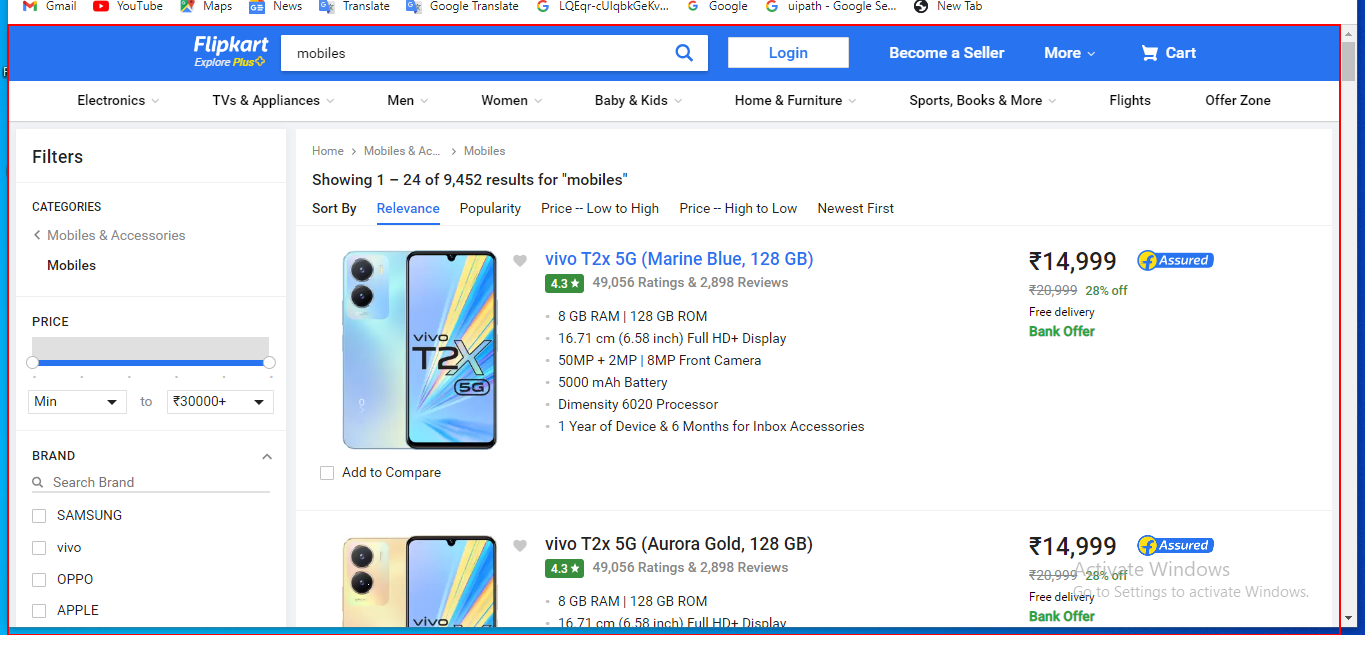 Gmail YouTube Maps News Translate Google Translate LQEqr-cUlqbkGeKv... Google uipath - Google Se... New Tab
Flipkart
Explore Plus
mobiles
Login
Become a Seller
More
Cart
Electronics TVs & Appliances Men Women Baby & Kids Home & Furniture Sports, Books & More Flights Offer Zone
Filters
CATEGORIES
Mobiles & Accessories
Mobiles
PRICE
Min to ₹30000+
BRAND
Search Brand
SAMSUNG
vivo
OPPO
APPLE
Home Mobiles & Ac... Mobiles
Showing 1 – 24 of 9,452 results for "mobiles"
Sort By Relevance Popularity Price -- Low to High Price -- High to Low Newest First
vivo
T2X
5G
Add to Compare
vivo T2x 5G (Marine Blue, 128 GB)
4.3 ★ 49,056 Ratings & 2,898 Reviews
8 GB RAM | 128 GB ROM
16.71 cm (6.58 inch) Full HD+ Display
50MP + 2MP | 8MP Front Camera
5000 mAh Battery
Dimensity 6020 Processor
1 Year of Device & 6 Months for Inbox Accessories
₹14,999 Assured
₹20,999 28% off
Free delivery
Bank Offer
vivo
vivo T2x 5G (Aurora Gold, 128 GB)
4.3 ★ 49,056 Ratings & 2,898 Reviews
8 GB RAM | 128 GB ROM
16.71 cm (6.58 inch) Full HD+ Display
₹14,999 Assured
₹20,999 28% off
Free delivery
Bank Offer
Activate Windows
Go to Settings to activate Windows.